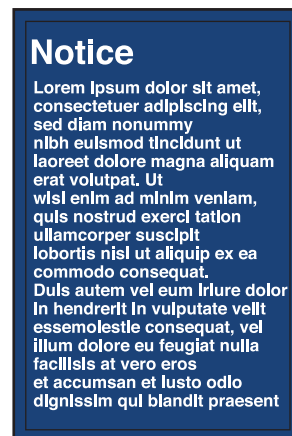 Notice
Lorem ipsum dolor sit amet,
consectetuer adipiscing elit,
sed diam nonummy
nibh euismod tincidunt ut
laoreet dolore magna aliquam
erat volutpat. Ut
wisi enim ad minim veniam,
quis nostrud exerci tation
ullamcorper suscipit
lobortis nisl ut aliquip ex ea
commodo consequat.
Duis autem vel eum iriure dolor
in hendrerit in vulputate velit
essemolestie consequat, vel
illum dolore eu feugiat nulla
facilisis at vero eros
et accumsan et iusto odio
dignissim qui blandit praesent